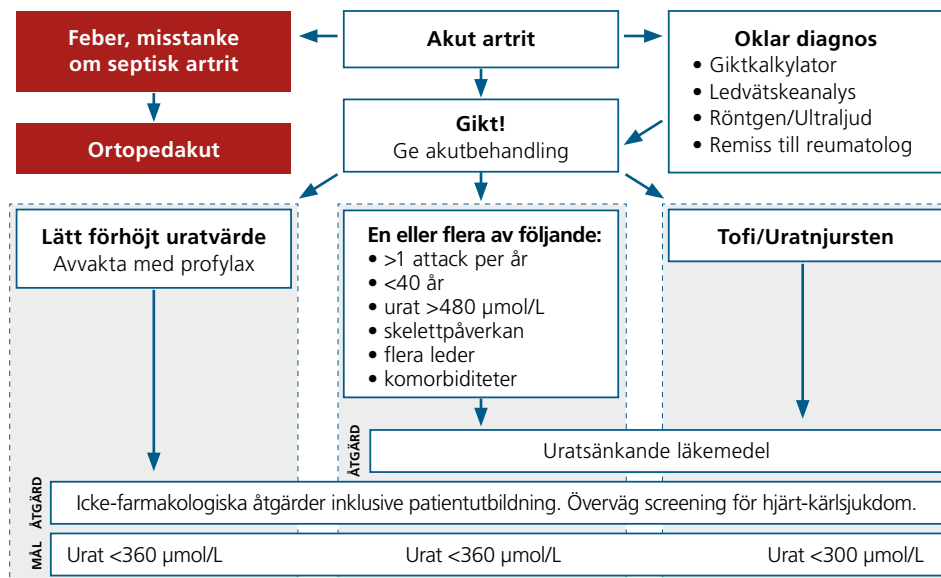 Feber, misstanke
om septisk artrit
Akut artrit
Oklar diagnos
• Giktkalkylator
• Ledvätskeanalys
• Röntgen/Ultraljud
• Remiss till reumatolog
Ortopedakut
Gikt!
Ge akutbehandling
Lätt förhöjt uratvärde
Avvakta med profylax
En eller flera av följande:
• >1 attack per år
• <40 år
• urat >480 µmol/L
• skelettpåverkan
• flera leder
• komorbiditeter
Tofi/Uratnjursten
ÅTGÄRD
Uratsänkande läkemedel
ÅTGÄRD
Icke-farmakologiska åtgärder inklusive patientutbildning. Överväg screening för hjärt-kärlsjukdom.
MÅL
Urat <360 µmol/L
Urat <360 µmol/L
Urat <300 µmol/L